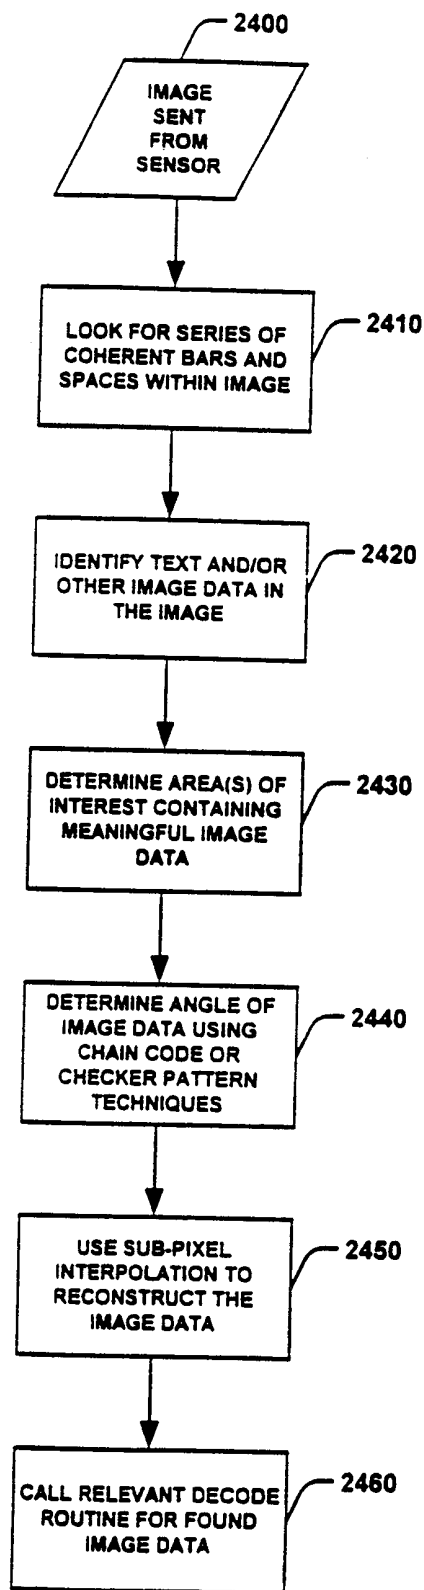 2400
IMAGE
SENT
FROM
SENSOR
2410
LOOK FOR SERIES OF
COHERENT BARS AND
SPACES WITHIN IMAGE
2420
IDENTIFY TEXT AND/OR
OTHER IMAGE DATA IN
THE IMAGE
2430
DETERMINE AREA(S) OF
INTEREST CONTAINING
MEANINGFUL IMAGE
DATA
2440
DETERMINE ANGLE OF
IMAGE DATA USING
CHAIN CODE OR
CHECKER PATTERN
TECHNIQUES
2450
USE SUB-PIXEL
INTERPOLATION TO
RECONSTRUCT THE
IMAGE DATA
2460
CALL RELEVANT DECODE
ROUTINE FOR FOUND
IMAGE DATA